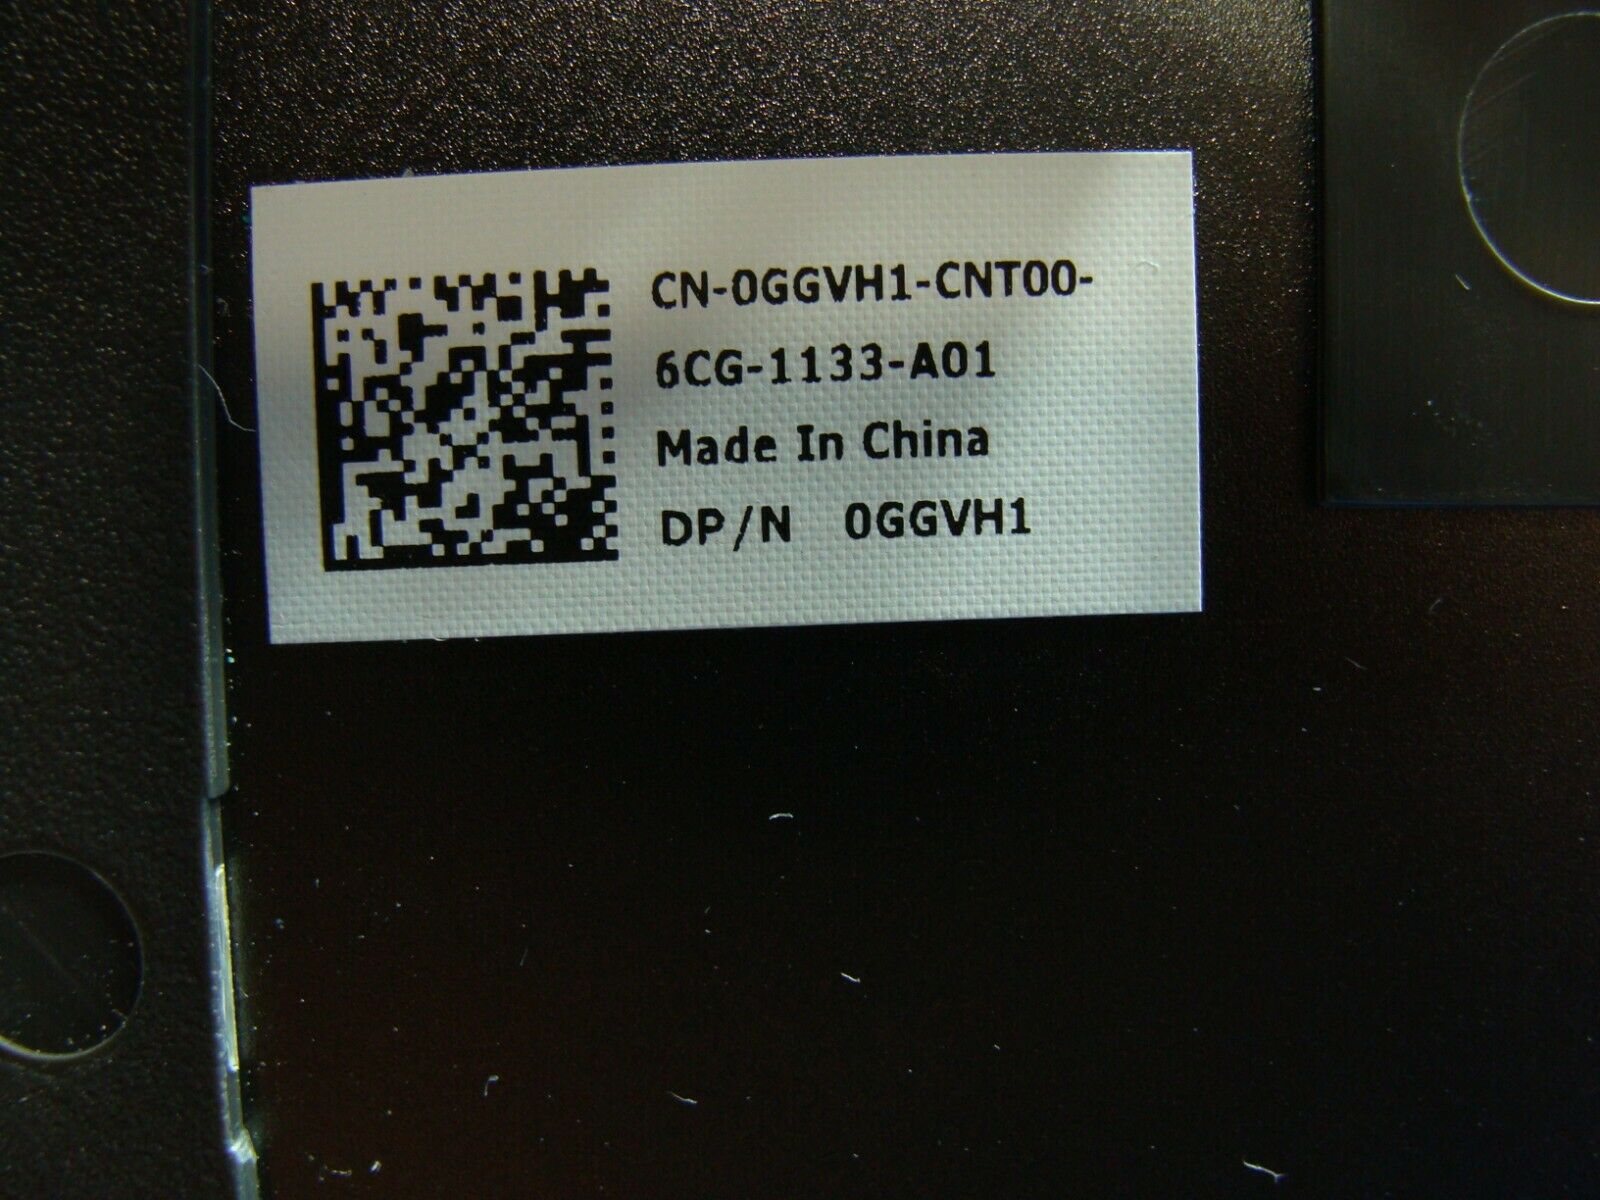 CN-0GGVH1-CNT00-
6CG-1133-A01
Made In China
DP/N 0GGVH1